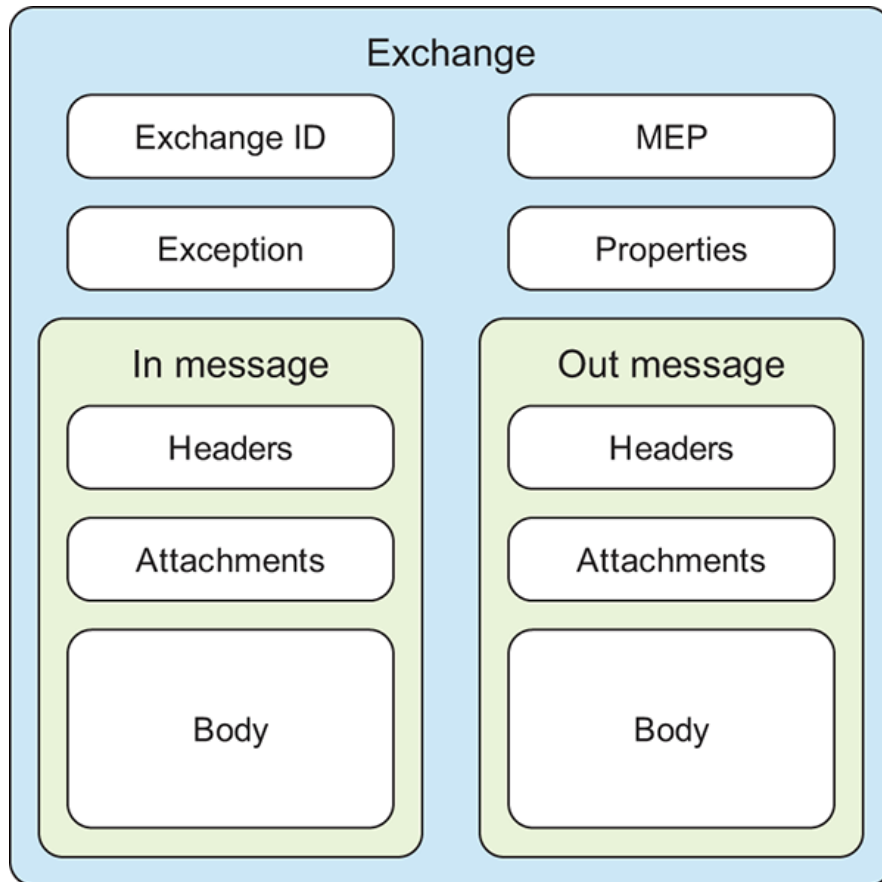 Exchange
Exchange ID
MEP
Exception
Properties
In message
Headers
Attachments
Body
Out message
Headers
Attachments
Body